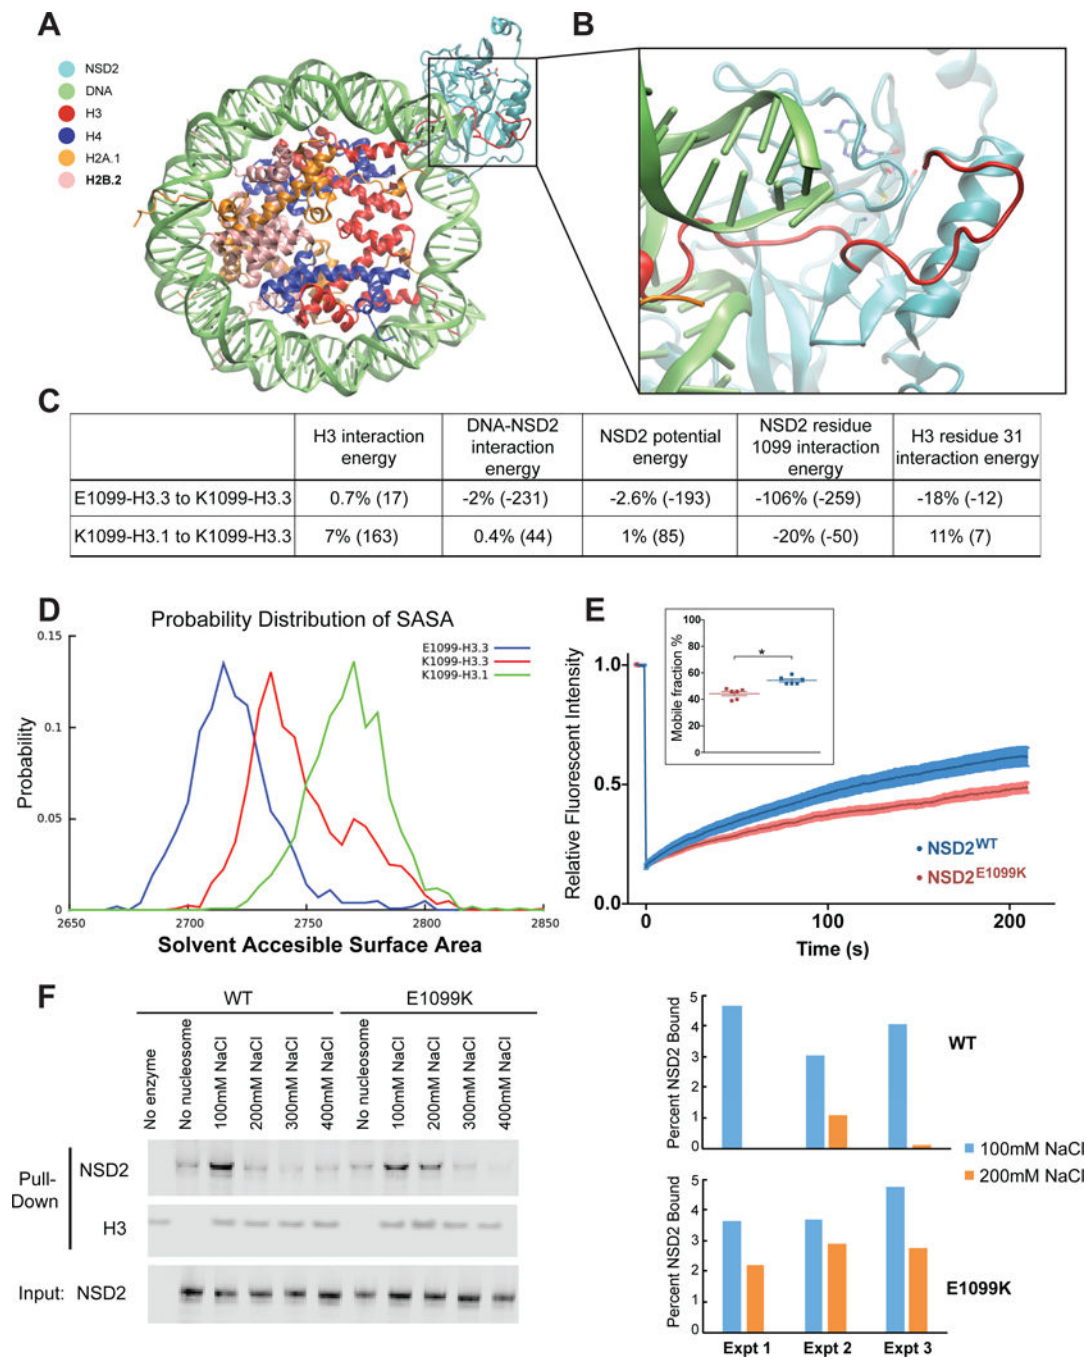 A
NSD2
DNA
H3
H4
H2A.1
H2B.2
B
C
H3 interaction energy
DNA-NSD2 interaction energy
NSD2 potential energy
NSD2 residue 1099 interaction energy
H3 residue 31 interaction energy
E1099-H3.3 to K1099-H3.3 0.7% (17) -2% (-231) -2.6% (-193) -106% (-259) -18% (-12)
K1099-H3.1 to K1099-H3.3 7% (163) 0.4% (44) 1% (85) -20% (-50) 11% (7)
D
Probability Distribution of SASA
E1099-H3.3
K1099-H3.3
K1099-H3.1
Probability
0.15
0.1
0.05
0
2650 2700 2750 2800 2850
Solvent Accesible Surface Area
E
Relative Fluorescent Intensity
1.0
0.5
0.0
Mobile fraction %
100
80
60
40
20
0
*
NSD2WT
NSD2E1099K
0 100 200
Time (s)
F
WT E1099K
No enzyme
No nucleosome
100mM NaCl
200mM NaCl
300mM NaCl
400mM NaCl
No nucleosome
100mM NaCl
200mM NaCl
300mM NaCl
400mM NaCl
Pull-Down
NSD2
H3
Input: NSD2
Percent NSD2 Bound
5
4
3
2
1
0
WT
100mM NaCl
200mM NaCl
Percent NSD2 Bound
5
4
3
2
1
0
E1099K
Expt 1 Expt 2 Expt 3